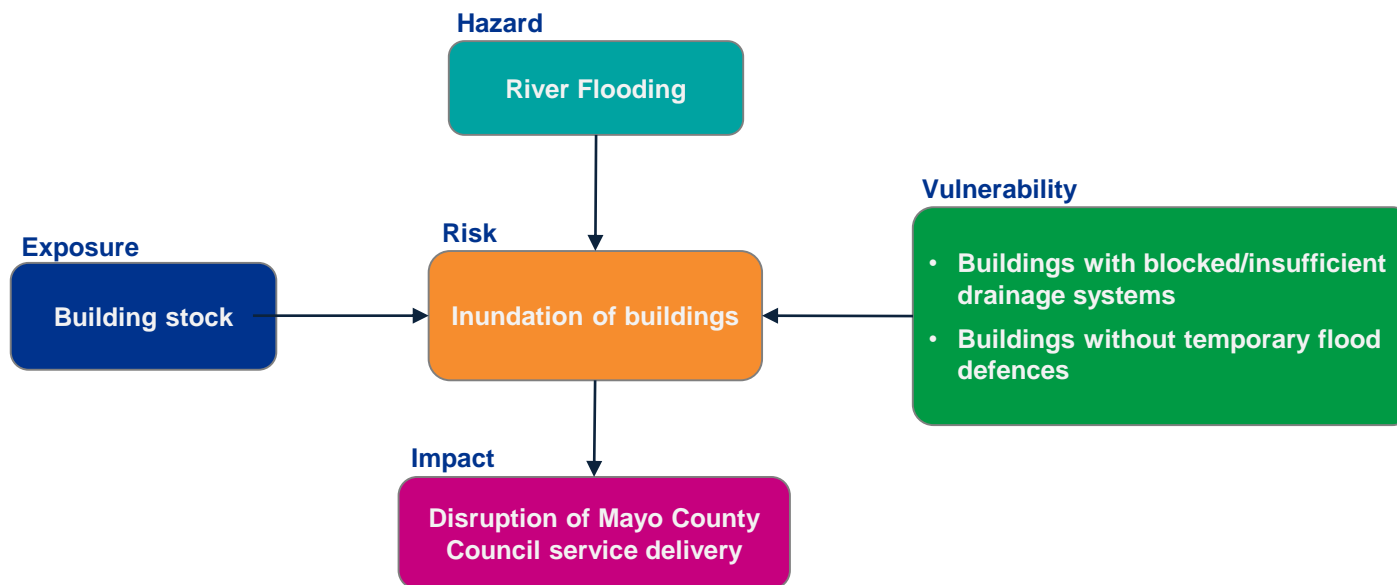 Hazard
River Flooding
Vulnerability
• Buildings with blocked/insufficient
drainage systems
• Buildings without temporary flood
defences
Exposure
Building stock
Risk
Inundation of buildings
Impact
Disruption of Mayo County
Council service delivery